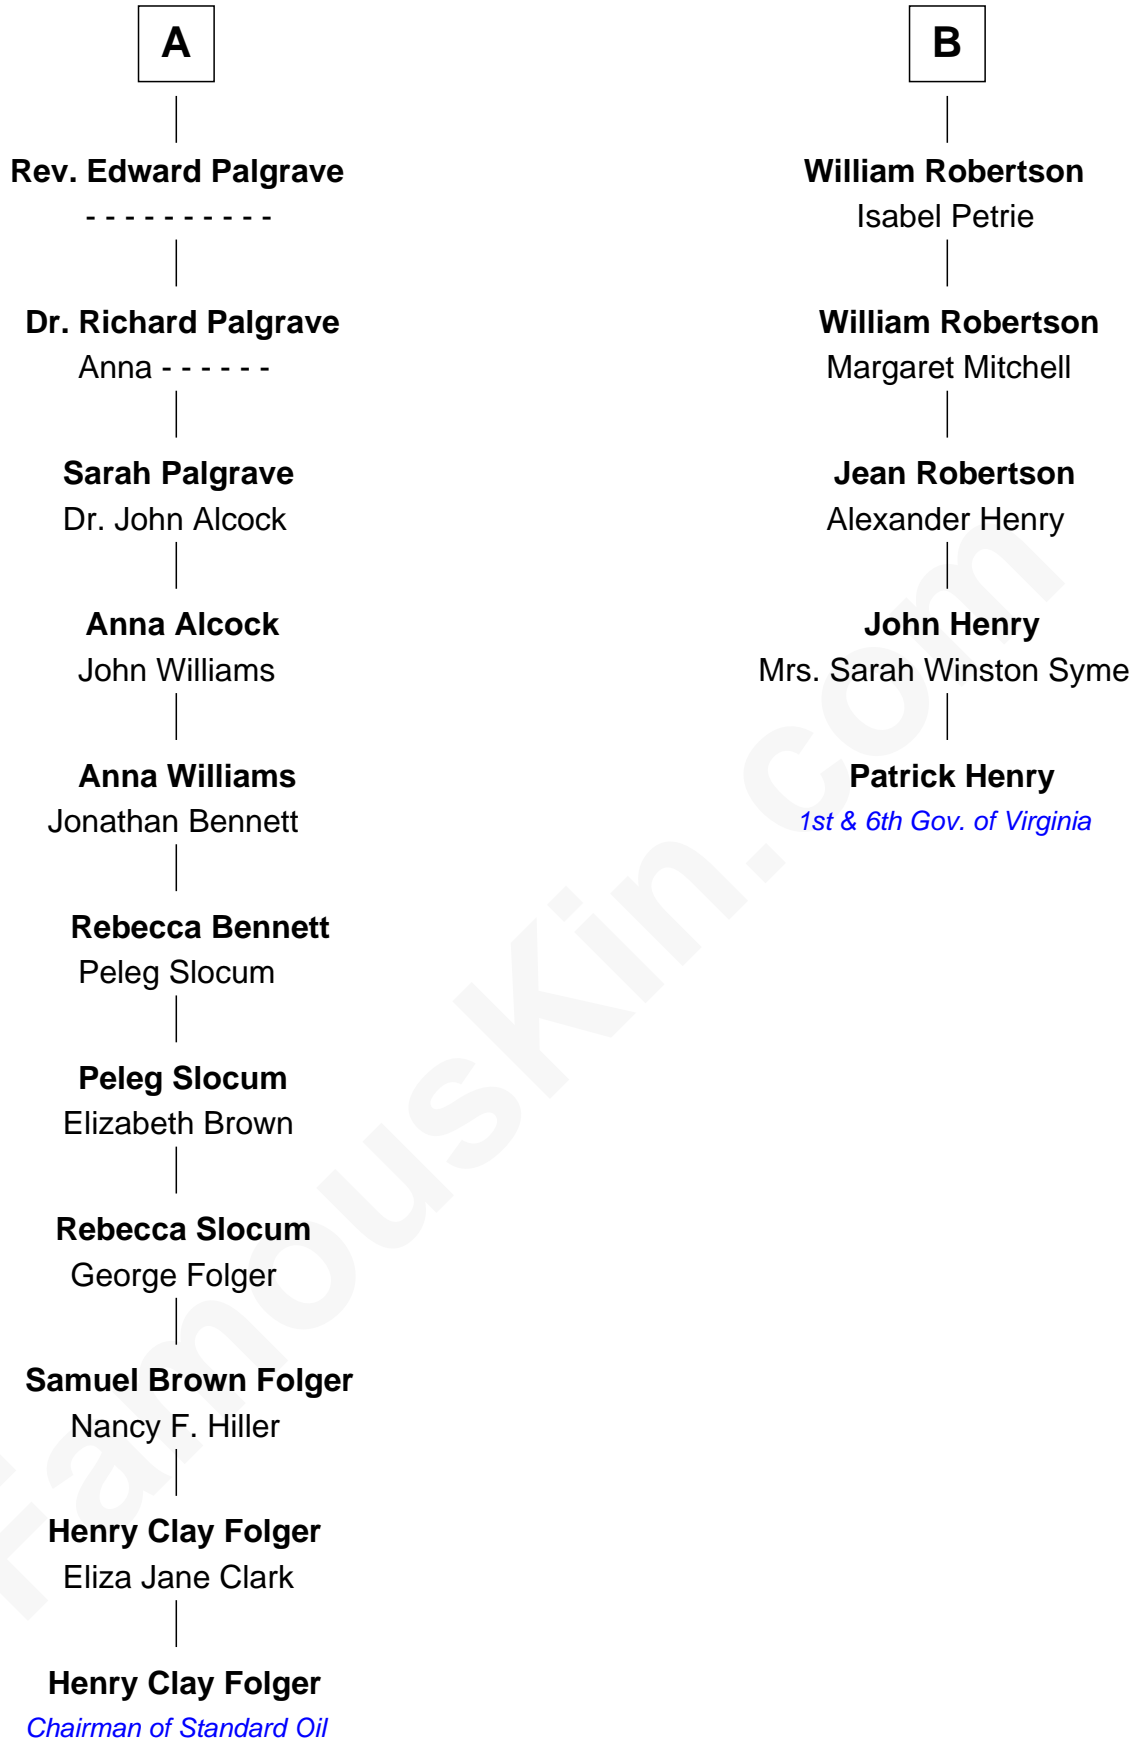 A
Rev. Edward Palgrave
- - - - - - - - - -
Dr. Richard Palgrave
Anna - - - - - -
Sarah Palgrave
Dr. John Alcock
Anna Alcock
John Williams
Anna Williams
Jonathan Bennett
Rebecca Bennett
Peleg Slocum
Peleg Slocum
Elizabeth Brown
Rebecca Slocum
George Folger
Samuel Brown Folger
Nancy F. Hiller
Henry Clay Folger
Eliza Jane Clark
Henry Clay Folger
Chairman of Standard Oil
B
William Robertson
Isabel Petrie
William Robertson
Margaret Mitchell
Jean Robertson
Alexander Henry
John Henry
Mrs. Sarah Winston Syme
Patrick Henry
1st & 6th Gov. of Virginia
FamousKin.com